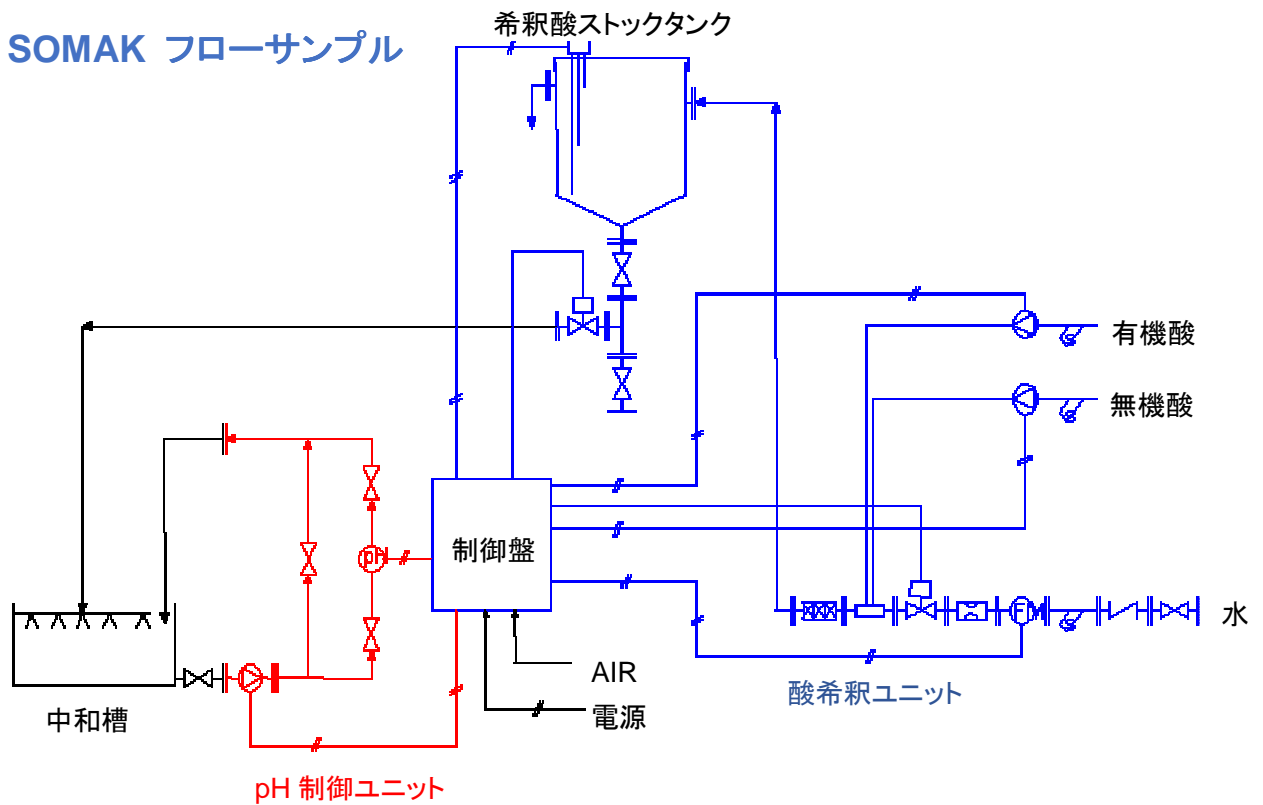 希釈酸ストックタンク
SOMAK フローサンプル
有機酸
無機酸
制御盤
pH
FM
水
AIR
酸希釈ユニット
電源
中和槽
pH 制御ユニット